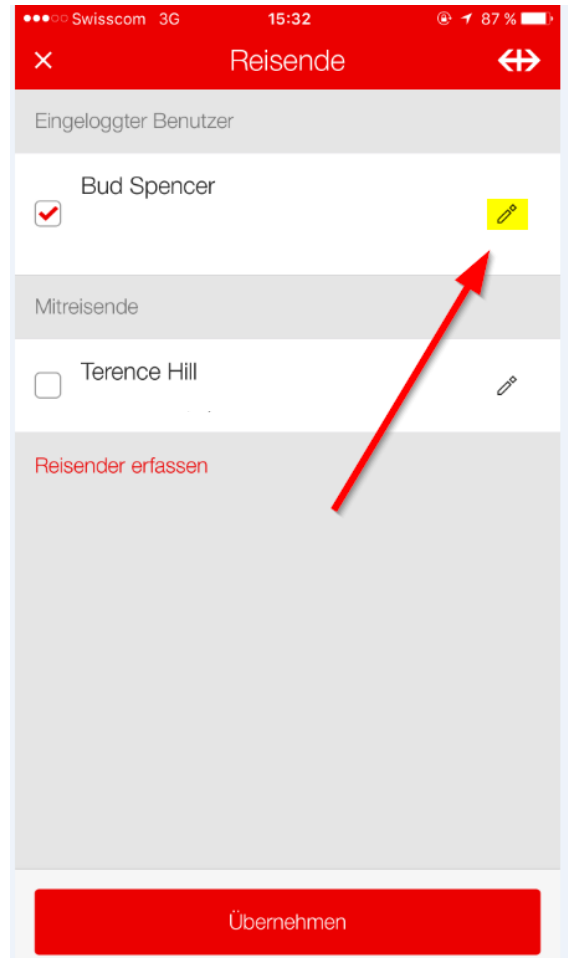 Swisscom 3G 15:32 87 %
Reisende
Eingeloggter Benutzer
Bud Spencer
Mitreisende
Terence Hill
Reisender erfassen
Übernehmen